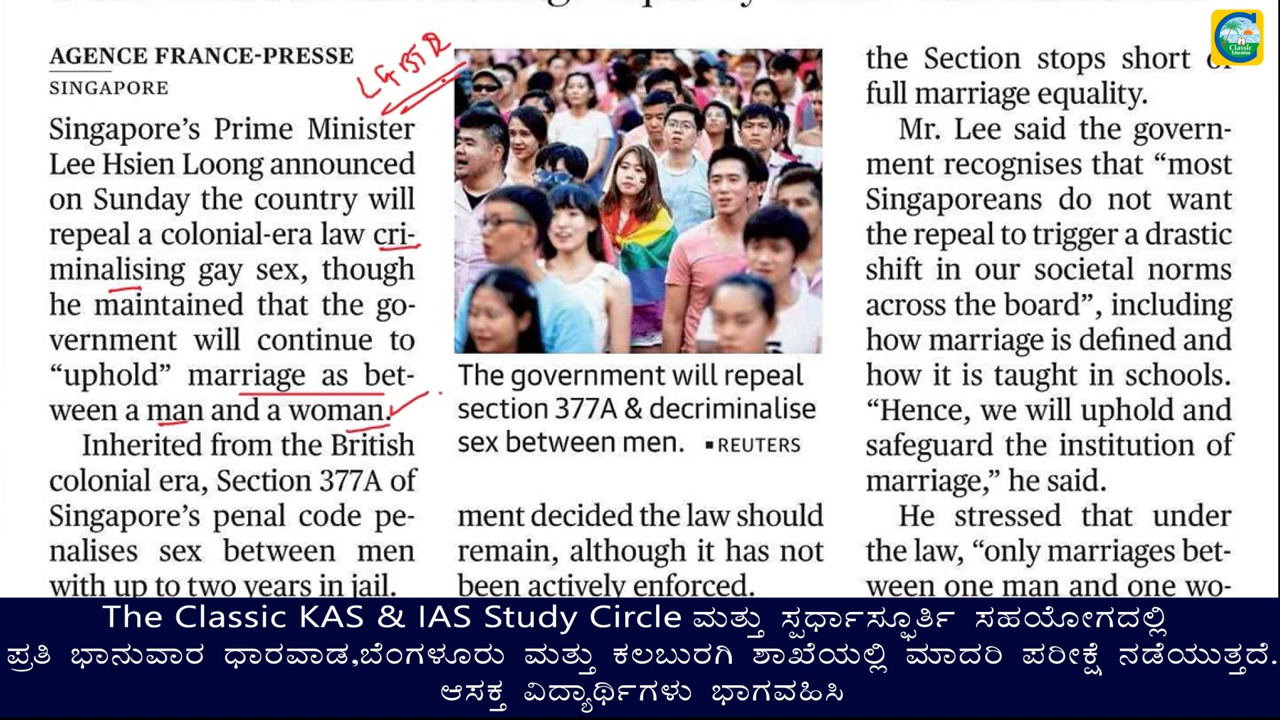 AGENCE FRANCE-PRESSE
SINGAPORE
Singapore's Prime Minister
Lee Hsien Loong announced
on Sunday the country will
repeal a colonial-era law cri-
minalising gay sex, though
he maintained that the go-
vernment will continue to
“uphold” marriage as bet-
ween a man and a woman.
Inherited from the British
colonial era, Section 377A of
Singapore's penal code pe-
nalises sex between men
with up to two years in jail.
The government will repeal
section 377A & decriminalise
sex between men. ▪ REUTERS
ment decided the law should
remain, although it has not
been actively enforced.
the Section stops short of
full marriage equality.
Mr. Lee said the govern-
ment recognises that “most
Singaporeans do not want
the repeal to trigger a drastic
shift in our societal norms
across the board”, including
how marriage is defined and
how it is taught in schools.
“Hence, we will uphold and
safeguard the institution of
marriage,” he said.
He stressed that under
the law, “only marriages bet-
ween one man and one wo-
Classic
Education
The Classic KAS & IAS Study Circle ಮತ್ತು ಸ್ಪರ್ಧಾಸ್ಫೂರ್ತಿ ಸಹಯೋಗದಲ್ಲಿ
ಪ್ರತಿ ಭಾನುವಾರ ಧಾರವಾಡ,ಬೆಂಗಳೂರು ಮತ್ತು ಕಲಬುರಗಿ ಶಾಖೆಯಲ್ಲಿ ಮಾದರಿ ಪರೀಕ್ಷೆ ನಡೆಯುತ್ತದೆ.
ಆಸಕ್ತ ವಿದ್ಯಾರ್ಥಿಗಳು ಭಾಗವಹಿಸಿ